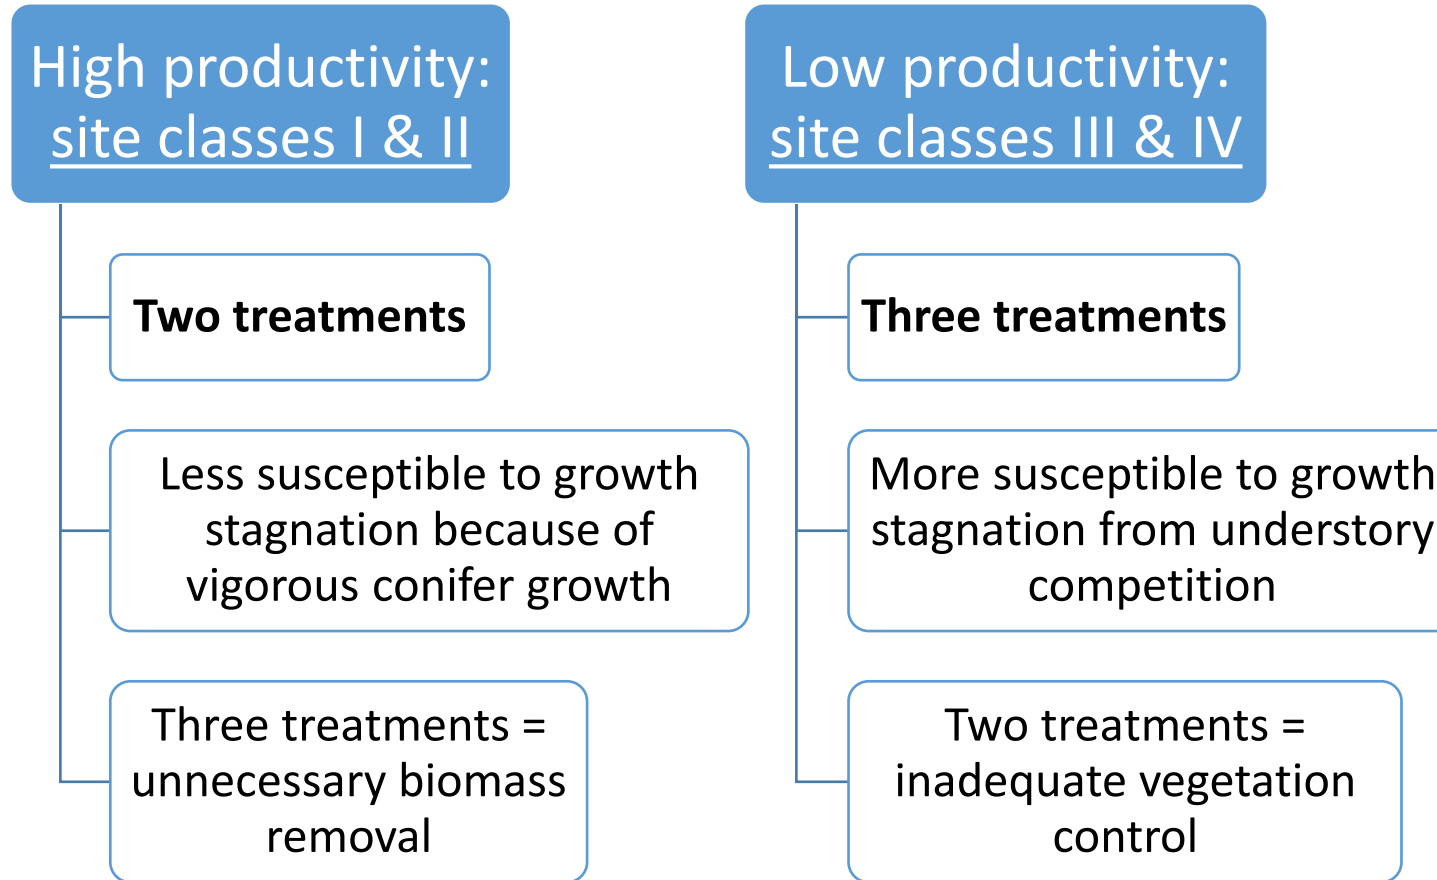 High productivity:
site classes I & II
Two treatments
Less susceptible to growth
stagnation because of
vigorous conifer growth
Three treatments =
unnecessary biomass
removal
Low productivity:
site classes III & IV
Three treatments
More susceptible to growth
stagnation from understory
competition
Two treatments =
inadequate vegetation
control